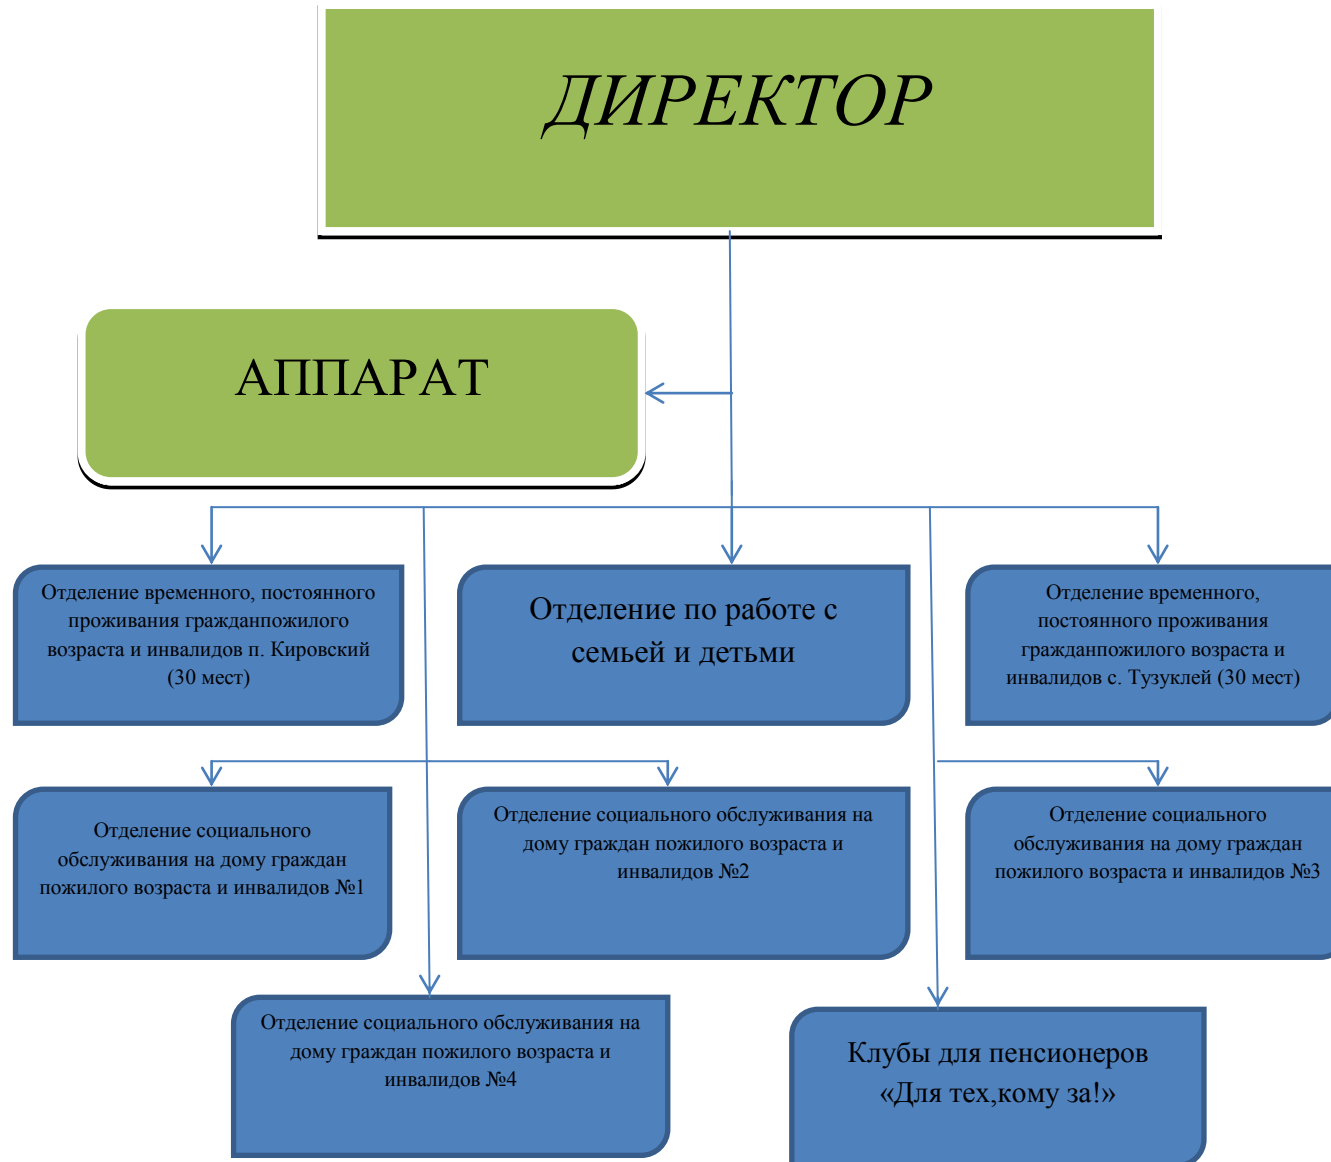 ДИРЕКТОР
АППАРАТ
Отделение временного, постоянного
проживания гражданпожилого
возраста и инвалидов п. Кировский
(30 мест)
Отделение по работе с
семьей и детьми
Отделение временного,
постоянного проживания
гражданпожилого возраста и
инвалидов с. Тузуклей (30 мест)
Отделение социального
обслуживания на дому граждан
пожилого возраста и инвалидов №1
Отделение социального обслуживания на
дому граждан пожилого возраста и
инвалидов №2
Отделение социального
обслуживания на дому граждан
пожилого возраста и инвалидов №3
Отделение социального обслуживания на
дому граждан пожилого возраста и
инвалидов №4
Клубы для пенсионеров
«Для тех,кому за!»